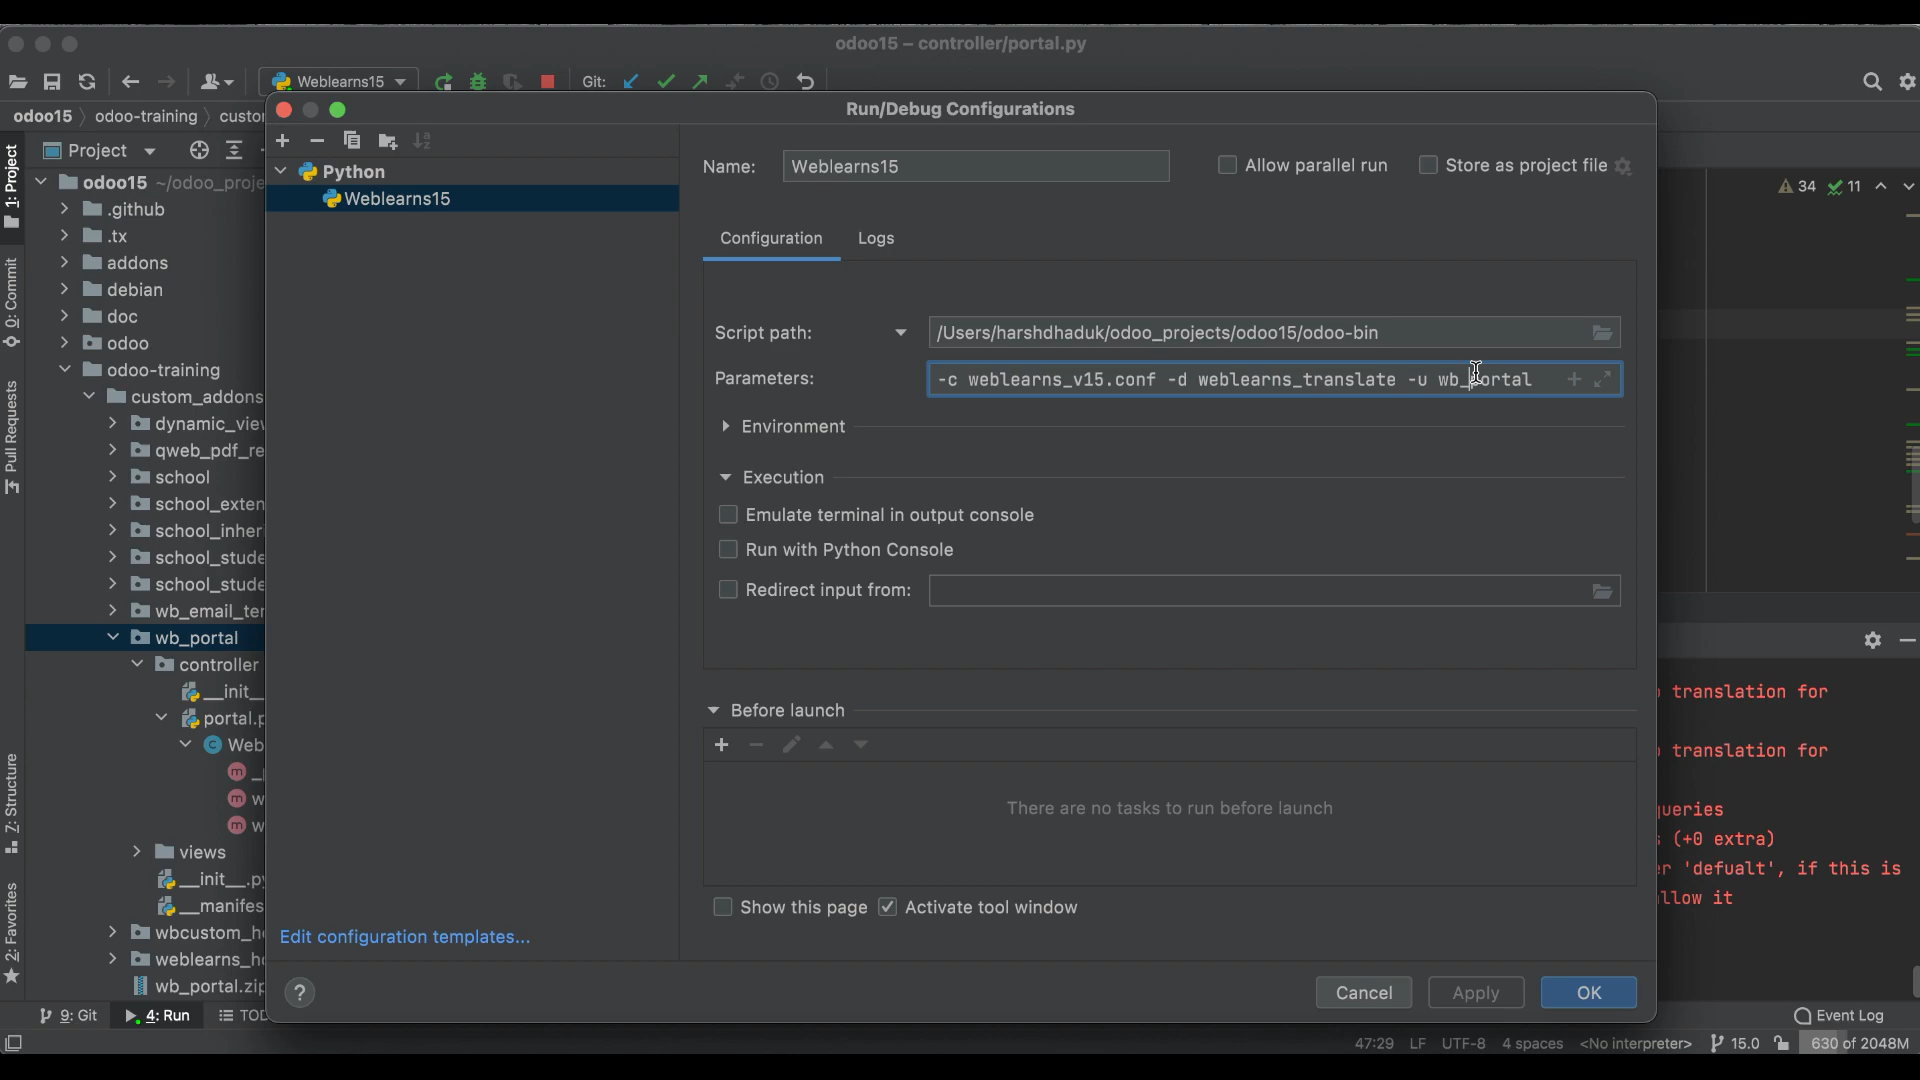 odoo15 – controller/portal.py
Weblearns15
Git:
odoo15 odoo-training custo
Run/Debug Configurations
1: Project
0: Commit
Pull Requests
Z: Structure
2: Favorites
Project
odoo15 ~/odoo_proje
.github
.tx
addons
debian
doc
odoo
odoo-training
custom_addons
dynamic_vie
qweb_pdf_re
school
school_exten
school_inher
school_stude
school_stude
wb_email_te
wb_portal
controller
__init_
portal.p
C Web
m _
m w
m w
views
__init__.py
__manifes
wbcustom_h
weblearns_h
wb_portal.zip
Python
Weblearns15
Edit configuration templates...
Name: Weblearns15 Allow parallel run Store as project file
Configuration Logs
Script path: /Users/harshdhaduk/odoo_projects/odoo15/odoo-bin
Parameters: -c weblearns_v15.conf -d weblearns_translate -u wb_portal
Environment
Execution
Emulate terminal in output console
Run with Python Console
Redirect input from:
Before launch
There are no tasks to run before launch
Show this page Activate tool window
? Cancel Apply OK
34 11
translation for
translation for
ueries
(+0 extra)
r 'defualt', if this is
llow it
9: Git 4: Run TOD Event Log
47:29 LF UTF-8 4 spaces <No interpreter> 15.0 630 of 2048M